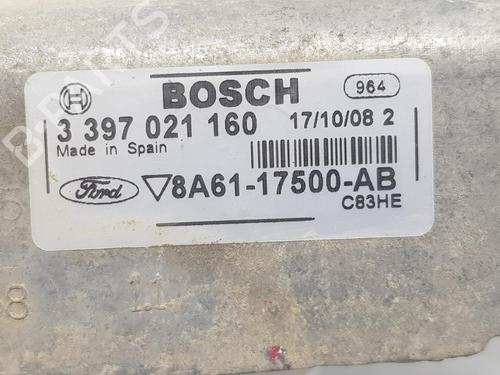 BOSCH
964
3 397 021 160 17/10/08 2
Made in Spain
Ford 8A61-17500-AB
C83HE
B-PARTS
8